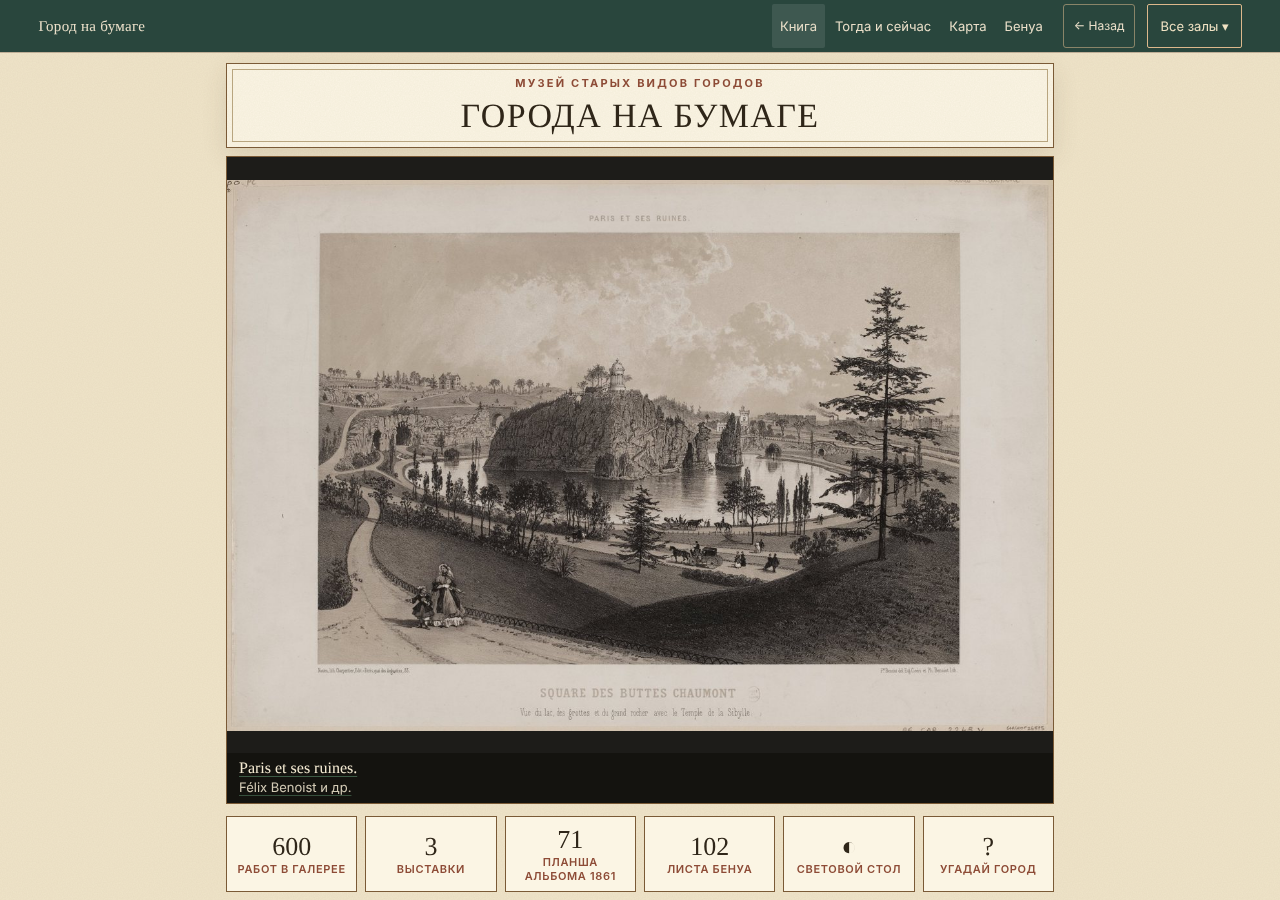 Город на бумаге
Книга Тогда и сейчас Карта Бенуа ← Назад Все залы ▾
МУЗЕЙ СТАРЫХ ВИДОВ ГОРОДОВ
ГОРОДА НА БУМАГЕ
PARIS ET SES RUINES.
SQUARE DES BUTTES CHAUMONT
Vue du lac, des grottes et du grand rocher avec le Temple de la Sibylle.
Paris et ses ruines.
Félix Benoist и др.
600
РАБОТ В ГАЛЕРЕЕ
3
ВЫСТАВКИ
71
ПЛАНША
АЛЬБОМА 1861
102
ЛИСТА БЕНУА
СВЕТОВОЙ СТОЛ
?
УГАДАЙ ГОРОД